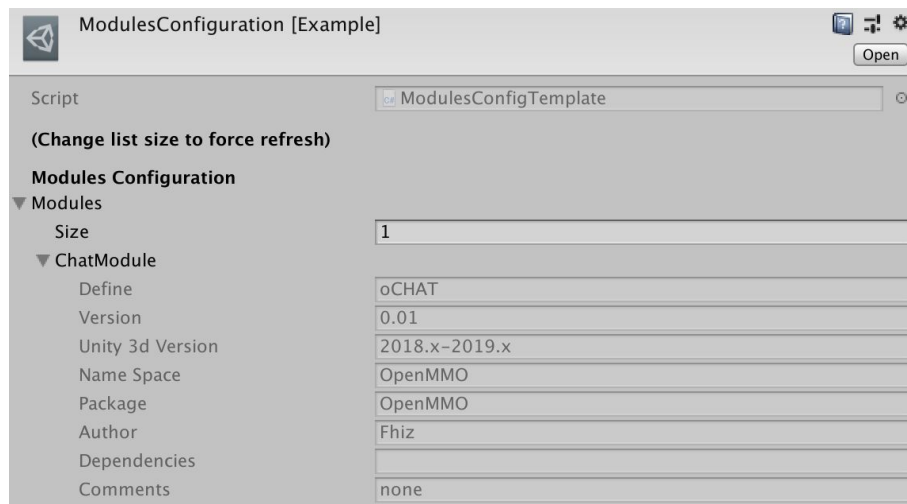 ModulesConfiguration [Example]
Open
Script ModulesConfigTemplate
(Change list size to force refresh)
Modules Configuration
Modules
Size 1
ChatModule
Define oCHAT
Version 0.01
Unity 3d Version 2018.x-2019.x
Name Space OpenMMO
Package OpenMMO
Author Fhiz
Dependencies
Comments none